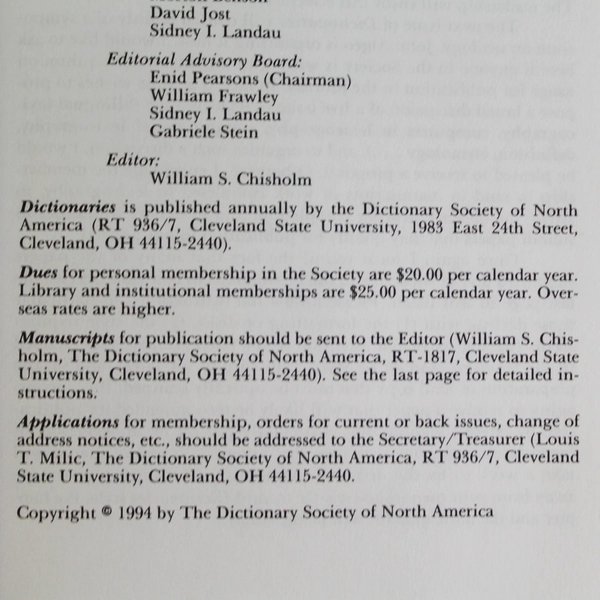 David Jost
Sidney I. Landau
Editorial Advisory Board:
Enid Pearsons (Chairman)
William Frawley
Sidney I. Landau
Gabriele Stein
Editor:
William S. Chisholm
Dictionaries is published annually by the Dictionary Society of North
America (RT 936/7, Cleveland State University, 1983 East 24th Street,
Cleveland, OH 44115-2440).
Dues for personal membership in the Society are $20.00 per calendar year.
Library and institutional memberships are $25.00 per calendar year. Over-
seas rates are higher.
Manuscripts for publication should be sent to the Editor (William S. Chis-
holm, The Dictionary Society of North America, RT-1817, Cleveland State
University, Cleveland, OH 44115-2440). See the last page for detailed in-
structions.
Applications for membership, orders for current or back issues, change of
address notices, etc., should be addressed to the Secretary/Treasurer (Louis
T. Milic, The Dictionary Society of North America, RT 936/7, Cleveland
State University, Cleveland, OH 44115-2440.
Copyright © 1994 by The Dictionary Society of North America